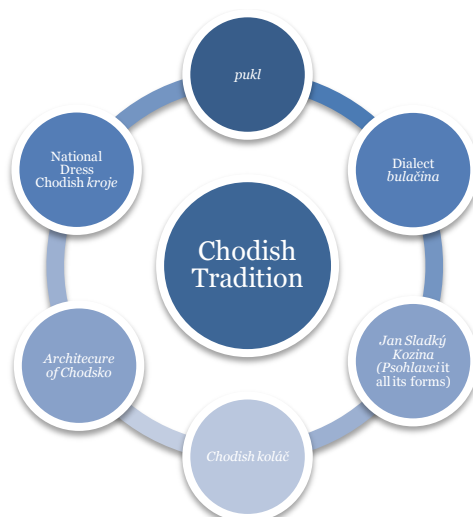 pukl
National
Dress
Chodish kroje
Dialect
bulačina
Chodish
Tradition
Architecure
of Chodsko
Jan Sladký
Kozina
(Psohlavci it
all its forms)
Chodish koláč